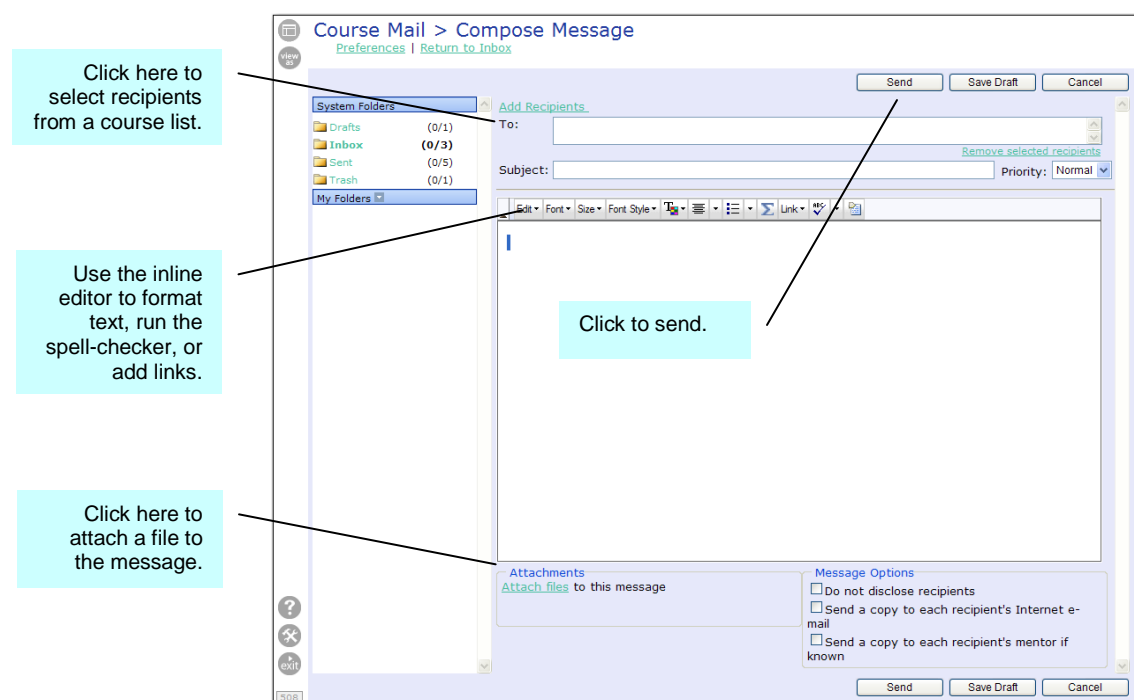 Course Mail > Compose Message
Preferences | Return to Inbox
view
as
Click here to
select recipients
from a course list.
Send Save Draft Cancel
System Folders
Drafts (0/1)
Inbox (0/3)
Sent (0/5)
Trash (0/1)
My Folders
Add Recipients
To:
Remove selected recipients
Subject: Priority: Normal
Edit Font Size Font Style T Σ Link ABC
Use the inline
editor to format
text, run the
spell-checker, or
add links.
Click to send.
Click here to
attach a file to
the message.
Attachments
Attach files to this message
Message Options
Do not disclose recipients
Send a copy to each recipient's Internet e-
mail
Send a copy to each recipient's mentor if
known
?
exit
508
Send Save Draft Cancel